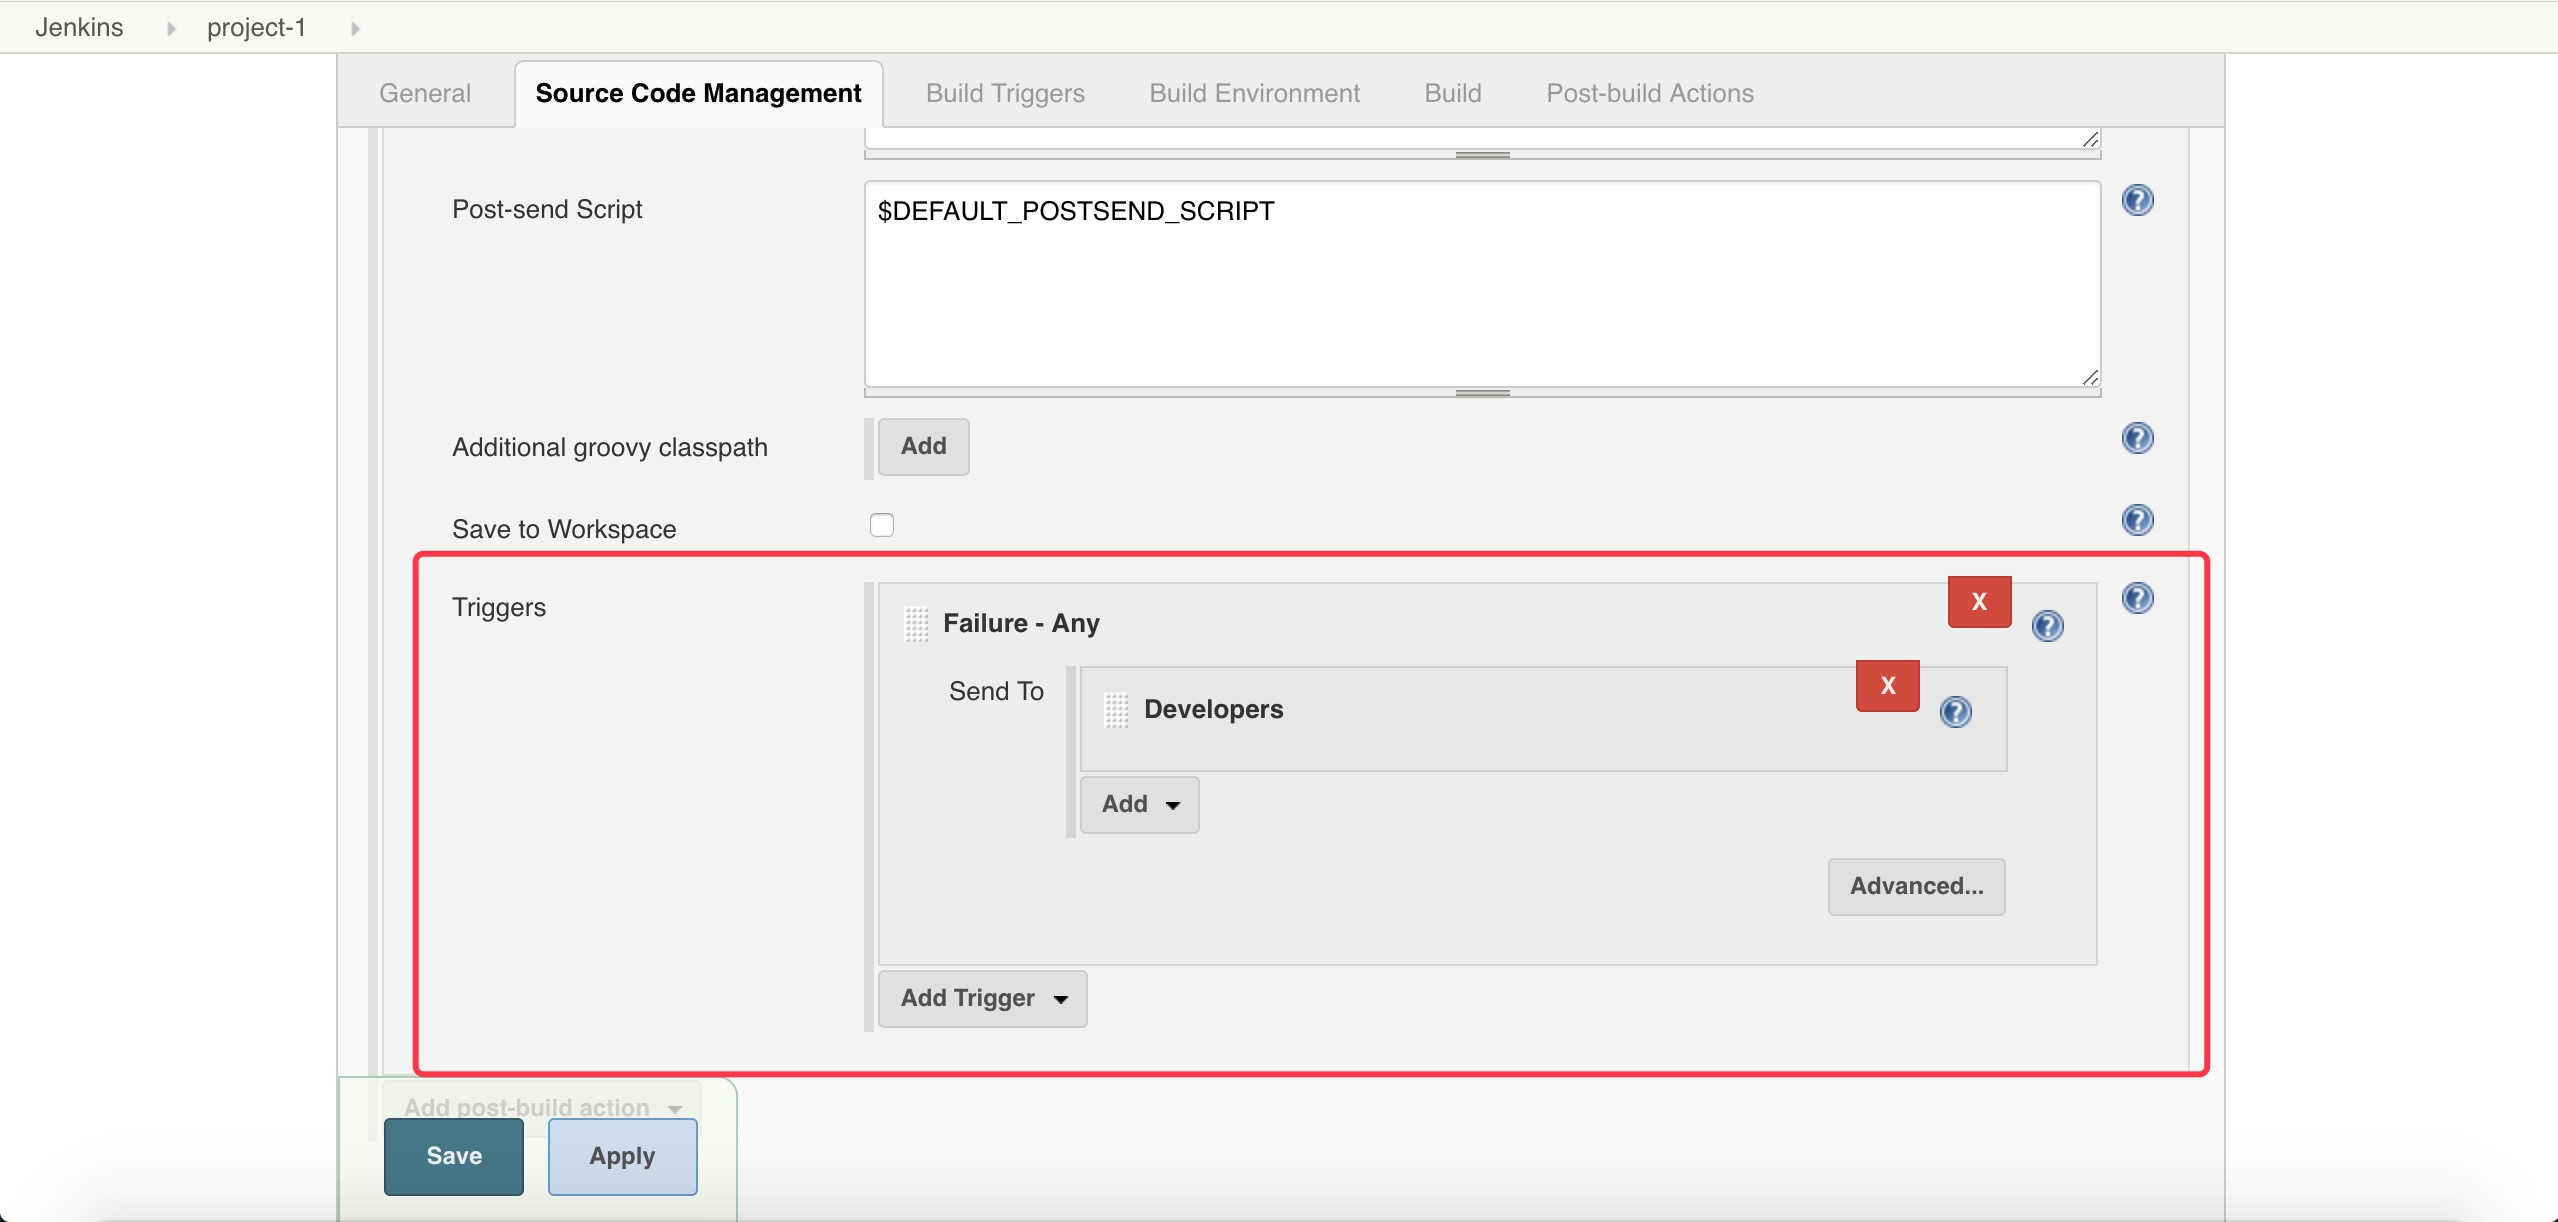 Jenkins project-1
General Source Code Management Build Triggers Build Environment Build Post-build Actions
Post-send Script
$DEFAULT_POSTSEND_SCRIPT
Additional groovy classpath
Add
Save to Workspace
Triggers
X
Failure - Any
Send To
X
Developers
Add
Advanced...
Add Trigger
Add post-build action
Save Apply